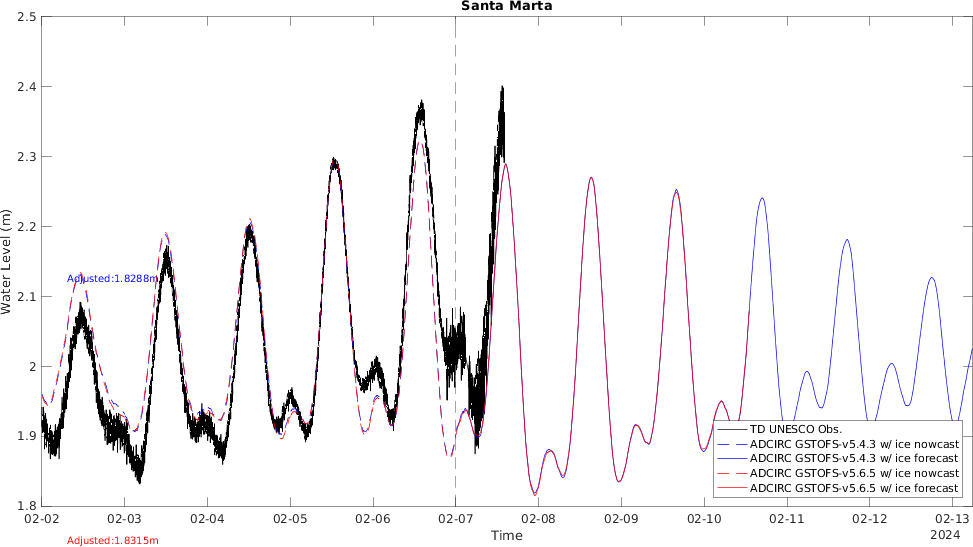 Santa Marta
2.5
2.4
2.3
2.2
2.1
2
1.9
1.8
Water Level (m)
Adjusted:1.8288m
TD UNESCO Obs.
ADCIRC GSTOFS-v5.4.3 w/ ice nowcast
ADCIRC GSTOFS-v5.4.3 w/ ice forecast
ADCIRC GSTOFS-v5.6.5 w/ ice nowcast
ADCIRC GSTOFS-v5.6.5 w/ ice forecast
02-02 02-03 02-04 02-05 02-06 02-07 02-08 02-09 02-10 02-11 02-12 02-13
Time
2024
Adjusted:1.8315m